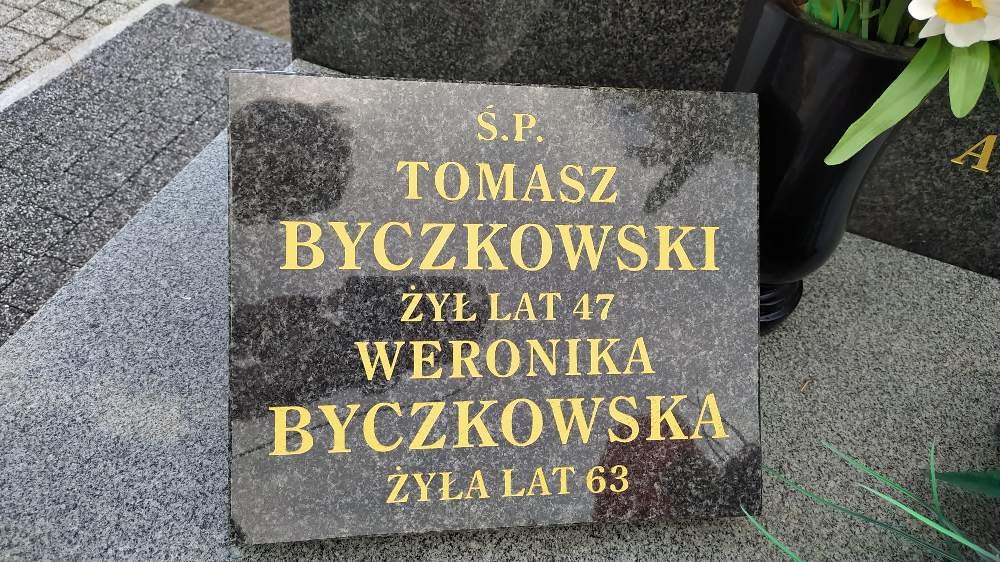 Ś.P.
TOMASZ
BYCZKOWSKI
ŻYŁ LAT 47
WERONIKA
BYCZKOWSKA
ŻYŁA LAT 63
A